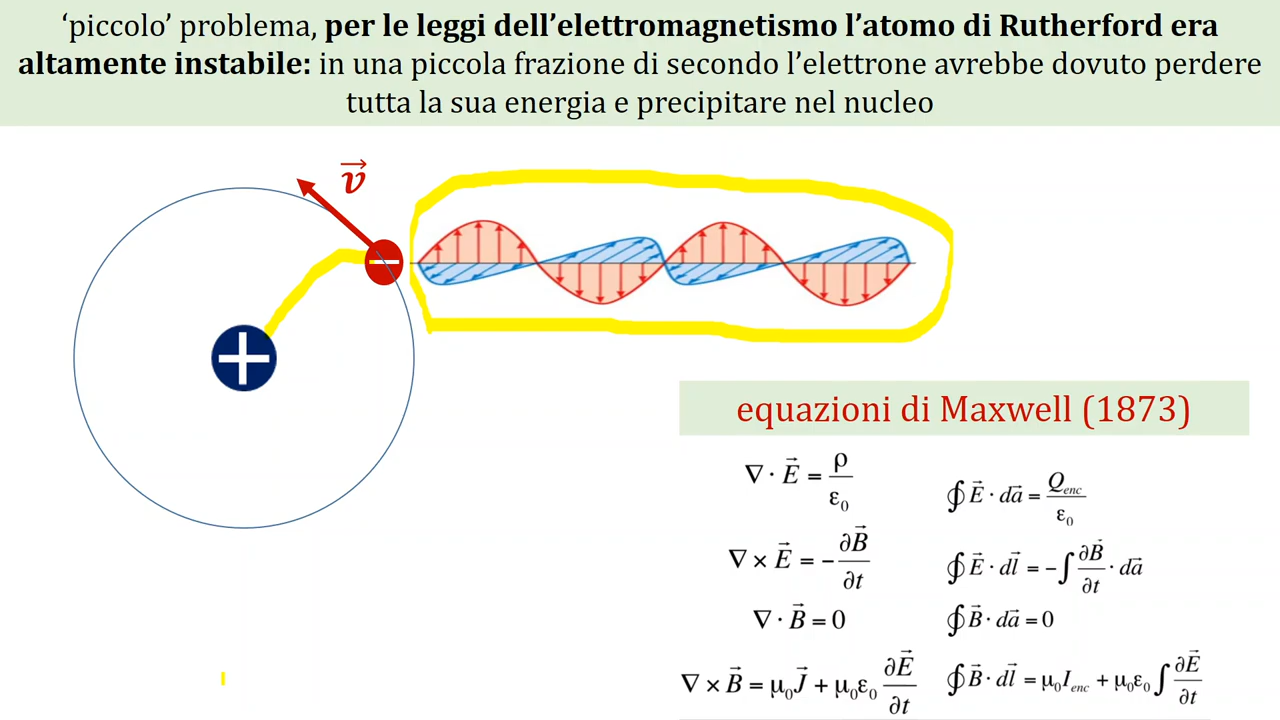 ‘piccolo’ problema, per le leggi dell’elettromagnetismo l’atomo di Rutherford era
altamente instabile: in una piccola frazione di secondo l’elettrone avrebbe dovuto perdere
tutta la sua energia e precipitare nel nucleo
v⃗
−
+
equazioni di Maxwell (1873)
∇ · E⃗ = ρ/ε₀
∮ E⃗ · da⃗ = Q_enc/ε₀
∇ × E⃗ = −∂B⃗/∂t
∮ E⃗ · dl⃗ = −∫ ∂B⃗/∂t · da⃗
∇ · B⃗ = 0
∮ B⃗ · da⃗ = 0
∇ × B⃗ = μ₀J⃗ + μ₀ε₀ ∂E⃗/∂t
∮ B⃗ · dl⃗ = μ₀I_enc + μ₀ε₀ ∫ ∂E⃗/∂t